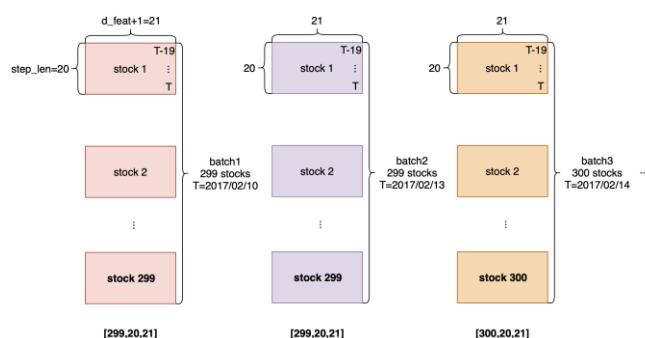 d_feat+1=21
step_len=20
T-19
stock 1
⋮
T
stock 2
batch1
299 stocks
T=2017/02/10
⋮
stock 299
[299,20,21]
21
20
T-19
stock 1
⋮
T
stock 2
batch2
299 stocks
T=2017/02/13
⋮
stock 299
[299,20,21]
21
20
T-19
stock 1
⋮
T
stock 2
batch3
300 stocks
T=2017/02/14
...
⋮
stock 300
[300,20,21]